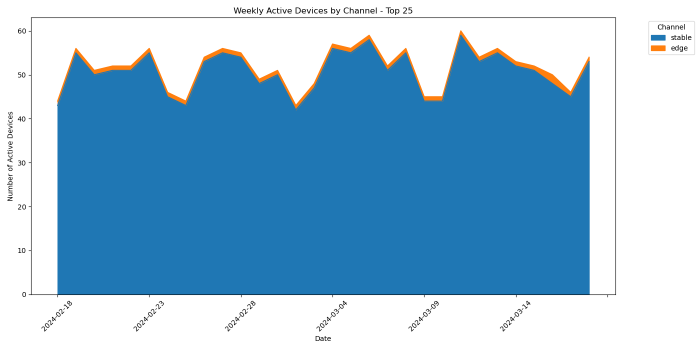 Weekly Active Devices by Channel - Top 25
Channel
stable
edge
Number of Active Devices
60
50
40
30
20
10
0
2024-02-18
2024-02-23
2024-02-28
2024-03-04
2024-03-09
2024-03-14
Date